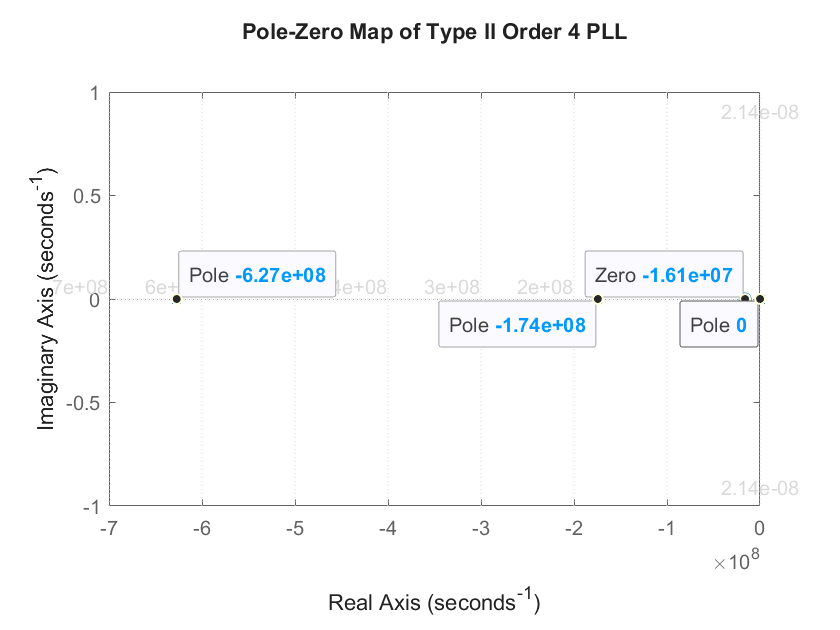 Pole-Zero Map of Type II Order 4 PLL
1
2.14e-08
0.5
Pole -6.27e+08
Zero -1.61e+07
7e+08 6e+ 4e+08 3e+08 2e+08
0
Pole -1.74e+08
Pole 0
-0.5
2.14e-08
-1
-7 -6 -5 -4 -3 -2 -1 0
×10^8
Real Axis (seconds^-1)
Imaginary Axis (seconds^-1)